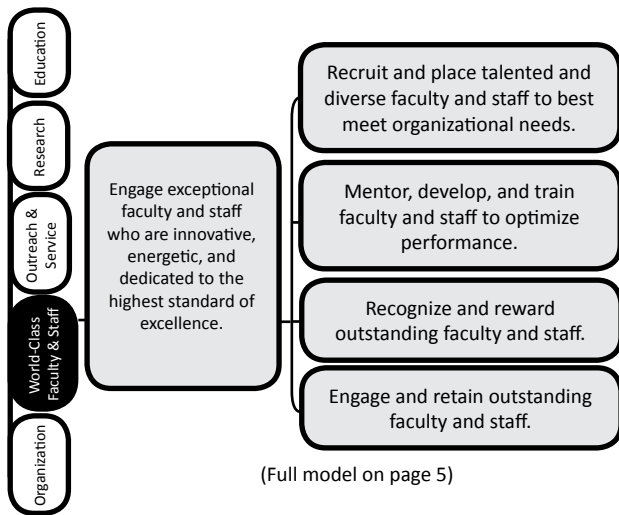 Education
Research
Outreach &
Service
World-Class
Faculty & Staff
Organization
Engage exceptional
faculty and staff
who are innovative,
energetic, and
dedicated to the
highest standard of
excellence.
Recruit and place talented and
diverse faculty and staff to best
meet organizational needs.
Mentor, develop, and train
faculty and staff to optimize
performance.
Recognize and reward
outstanding faculty and staff.
Engage and retain outstanding
faculty and staff.
(Full model on page 5)